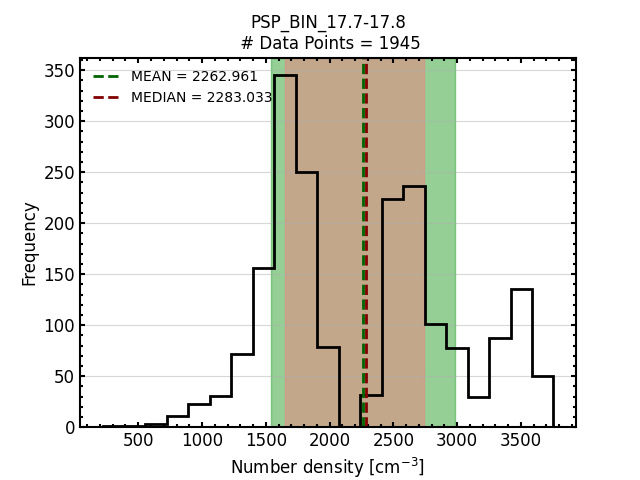 PSP_BIN_17.7-17.8
# Data Points = 1945
MEAN = 2262.961
MEDIAN = 2283.033
350
300
250
200
150
100
50
0
Frequency
500 1000 1500 2000 2500 3000 3500
Number density [cm⁻³]